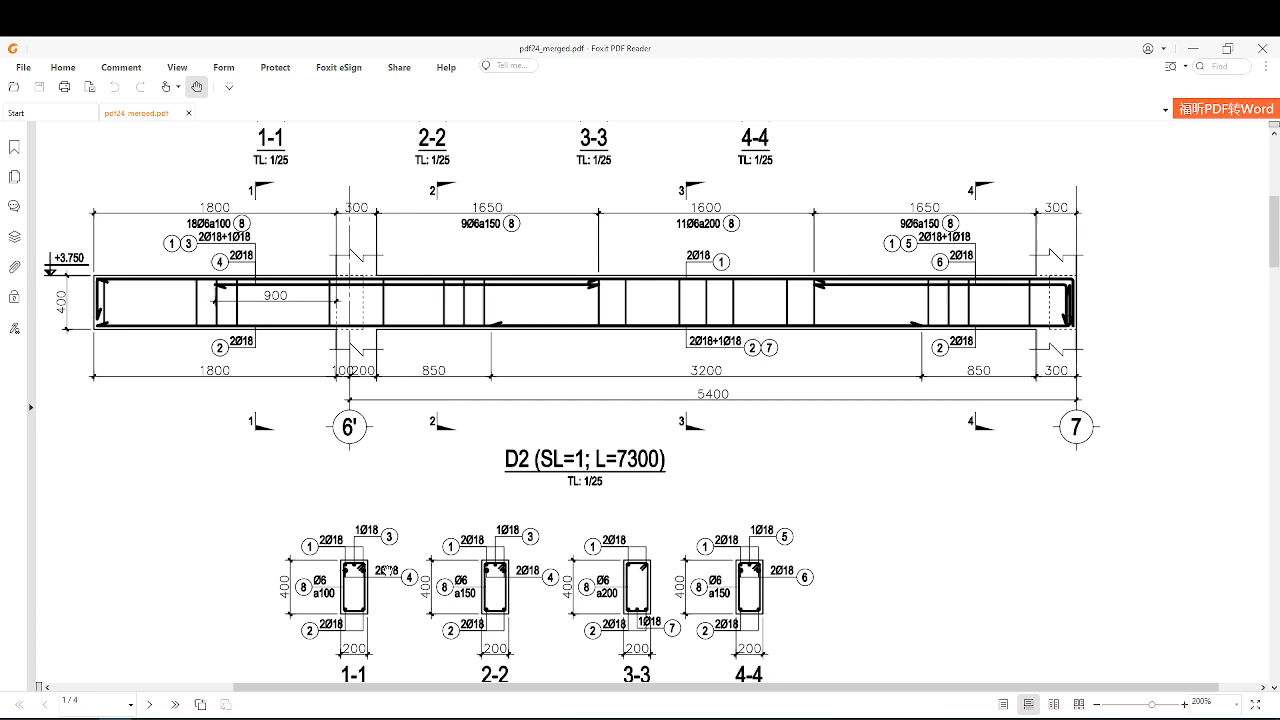 pdf24_merged.pdf - Foxit PDF Reader
File Home Comment View Form Protect Foxit eSign Share Help Tell me... Find
Start pdf24_merged.pdf 福昕PDF转Word
1-1 2-2 3-3 4-4
TL: 1/25 TL: 1/25 TL: 1/25 TL: 1/25
1 2 3 4
1800 300 1650 1600 1650 300
18Ø6a100 8 9Ø6a150 8 11Ø6a200 8 9Ø6a150 8
1 3 2Ø18+1Ø18 1 5 2Ø18+1Ø18
+3.750 4 2Ø18 2Ø18 1 6 2Ø18
400 900
2 2Ø18 2Ø18+1Ø18 2 7 2 2Ø18
1800 100 200 850 3200 850 300
5400
1 6' 2 3 4 7
D2 (SL=1; L=7300)
TL: 1/25
1Ø18 3 1Ø18 3 1Ø18 5
1 2Ø18 1 2Ø18 1 2Ø18 1 2Ø18
2Ø18 4 2Ø18 4 2Ø18 6
400 8 Ø6 400 8 Ø6 400 8 Ø6 400 8 Ø6
a100 a150 a200 a150
2 2Ø18 2 2Ø18 2 2Ø18 1Ø18 7 2 2Ø18
200 200 200 200
1-1 2-2 3-3 4-4
1 / 4 200%